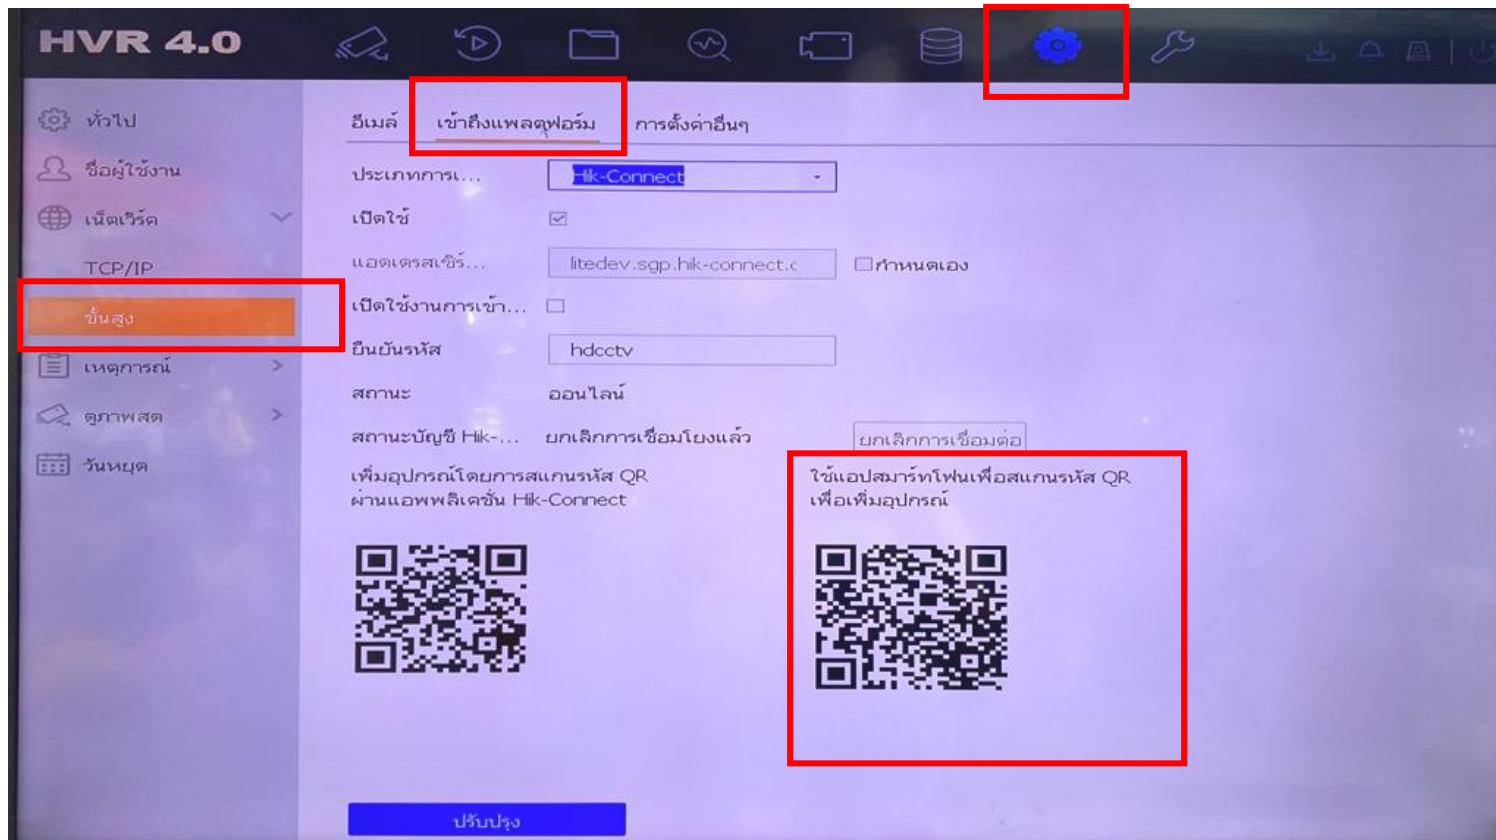 HVR 4.0
ทั่วไป
ชื่อผู้ใช้งาน
เน็ตเวิร์ค
TCP/IP
ขั้นสูง
เหตุการณ์
ดูภาพสด
วันหยุด
อีเมล์ เข้าถึงแพลตฟอร์ม การตั้งค่าอื่นๆ
ประเภทการเ... Hik-Connect
เปิดใช้
แอดเดรสเซิร์... litedev.sgp.hik-connect.c กำหนดเอง
เปิดใช้งานการเข้า...
ยืนยันรหัส hdcctv
สถานะ ออนไลน์
สถานะบัญชี Hik-... ยกเลิกการเชื่อมโยงแล้ว ยกเลิกการเชื่อมต่อ
เพิ่มอุปกรณ์โดยการสแกนรหัส QR
ผ่านแอพพลิเคชั่น Hik-Connect
ใช้แอปสมาร์ทโฟนเพื่อสแกนรหัส QR
เพื่อเพิ่มอุปกรณ์
ปรับปรุง